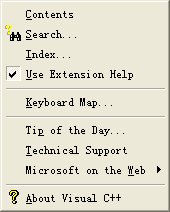 Contents
Search...
Index...
Use Extension Help
Keyboard Map...
Tip of the Day...
Technical Support
Microsoft on the Web
About Visual C++